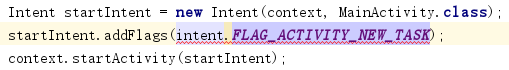 Intent startIntent = new Intent(context, MainActivity.class);
startIntent.addFlags(intent.FLAG_ACTIVITY_NEW_TASK);
context.startActivity(startIntent);